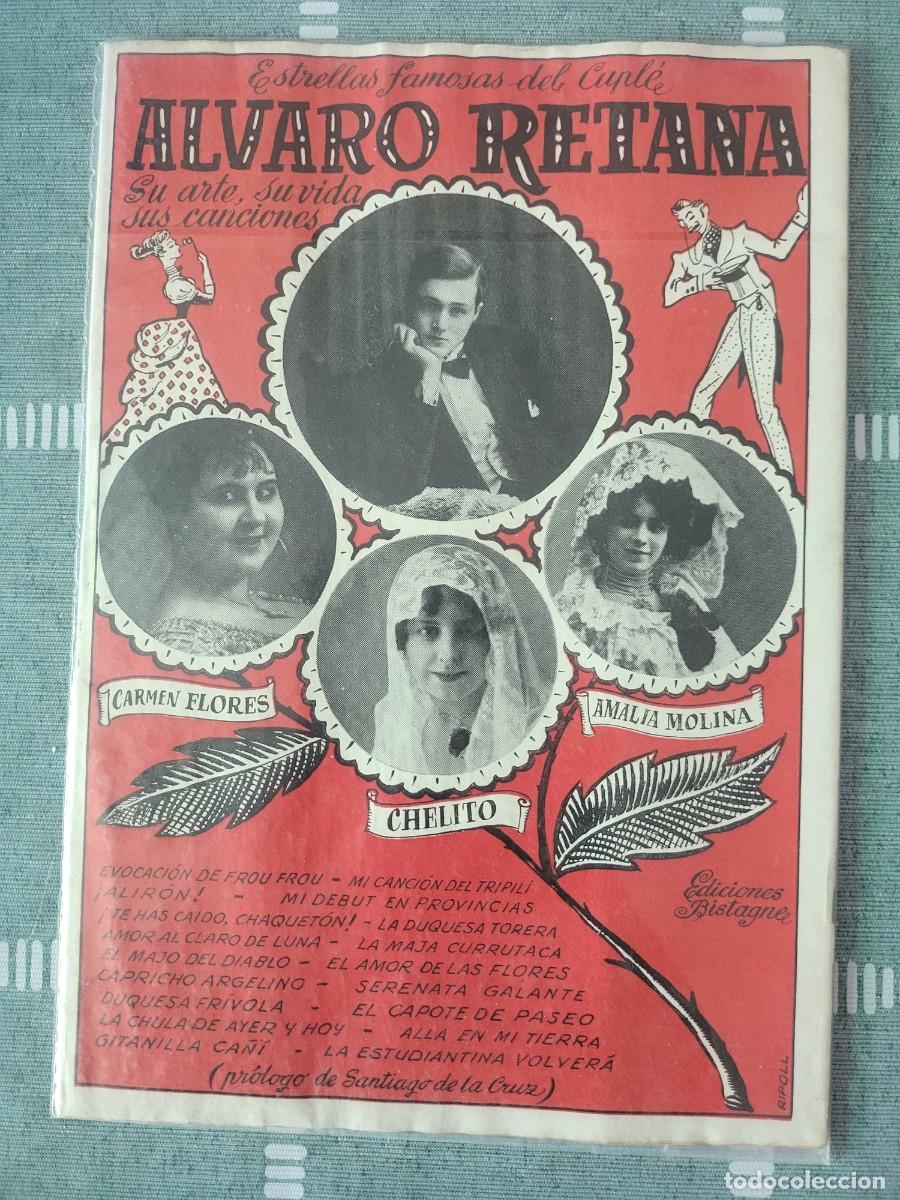 Estrellas famosas del Cuplé
ALVARO RETANA
Su arte, su vida
sus canciones
CARMEN FLORES
AMALIA MOLINA
CHELITO
EVOCACIÓN DE FROU FROU - MI CANCIÓN DEL TRIPILÍ
¡ALIRÓN! - MI DEBUT EN PROVINCIAS
¡TE HAS CAIDO, CHAQUETÓN! - LA DUQUESA TORERA
AMOR AL CLARO DE LUNA - LA MAJA CURRUTACA
EL MAJO DEL DIABLO - EL AMOR DE LAS FLORES
CAPRICHO ARGELINO - SERENATA GALANTE
DUQUESA FRÍVOLA - EL CAPOTE DE PASEO
LA CHULA DE AYER Y HOY - ALLÁ EN MI TIERRA
GITANILLA CAÑÍ - LA ESTUDIANTINA VOLVERÁ
(prólogo de Santiago de la Cruz)
Ediciones
Bistagne
RIPOLL
todocoleccion